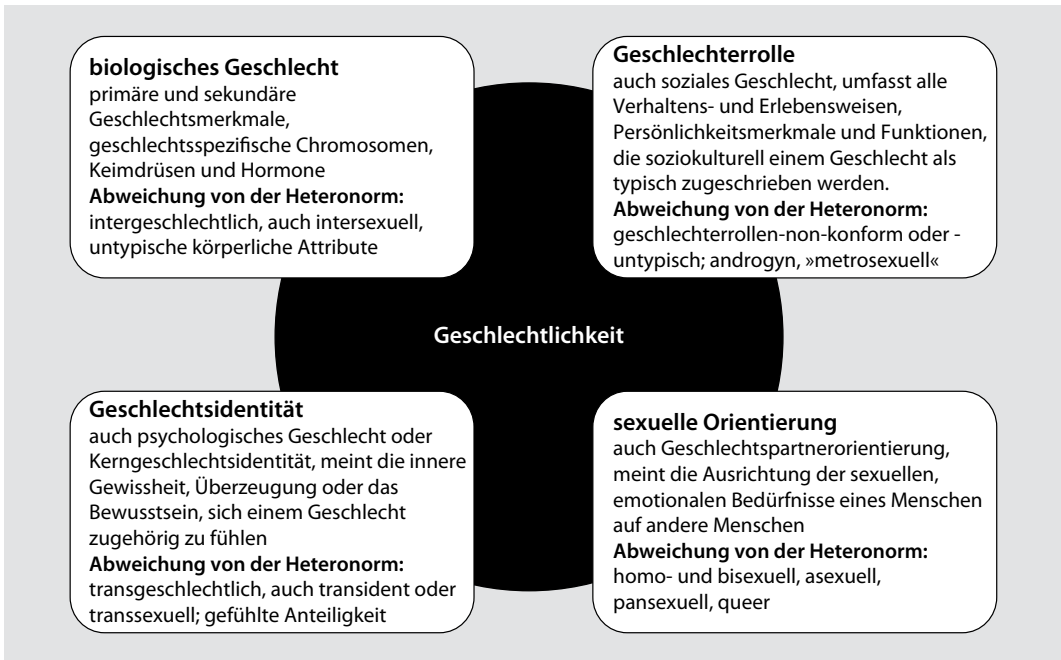 biologisches Geschlecht
primäre und sekundäre
Geschlechtsmerkmale,
geschlechtsspezifische Chromosomen,
Keimdrüsen und Hormone
Abweichung von der Heteronorm:
intergeschlechtlich, auch intersexuell,
untypische körperliche Attribute
Geschlechterrolle
auch soziales Geschlecht, umfasst alle
Verhaltens- und Erlebensweisen,
Persönlichkeitsmerkmale und Funktionen,
die soziokulturell einem Geschlecht als
typisch zugeschrieben werden.
Abweichung von der Heteronorm:
geschlechterrollen-non-konform oder -
untypisch; androgyn, »metrosexuell«
Geschlechtlichkeit
Geschlechtsidentität
auch psychologisches Geschlecht oder
Kerngeschlechtsidentität, meint die innere
Gewissheit, Überzeugung oder das
Bewusstsein, sich einem Geschlecht
zugehörig zu fühlen
Abweichung von der Heteronorm:
transgeschlechtlich, auch transident oder
transsexuell; gefühlte Anteiligkeit
sexuelle Orientierung
auch Geschlechtspartnerorientierung,
meint die Ausrichtung der sexuellen,
emotionalen Bedürfnisse eines Menschen
auf andere Menschen
Abweichung von der Heteronorm:
homo- und bisexuell, asexuell,
pansexuell, queer